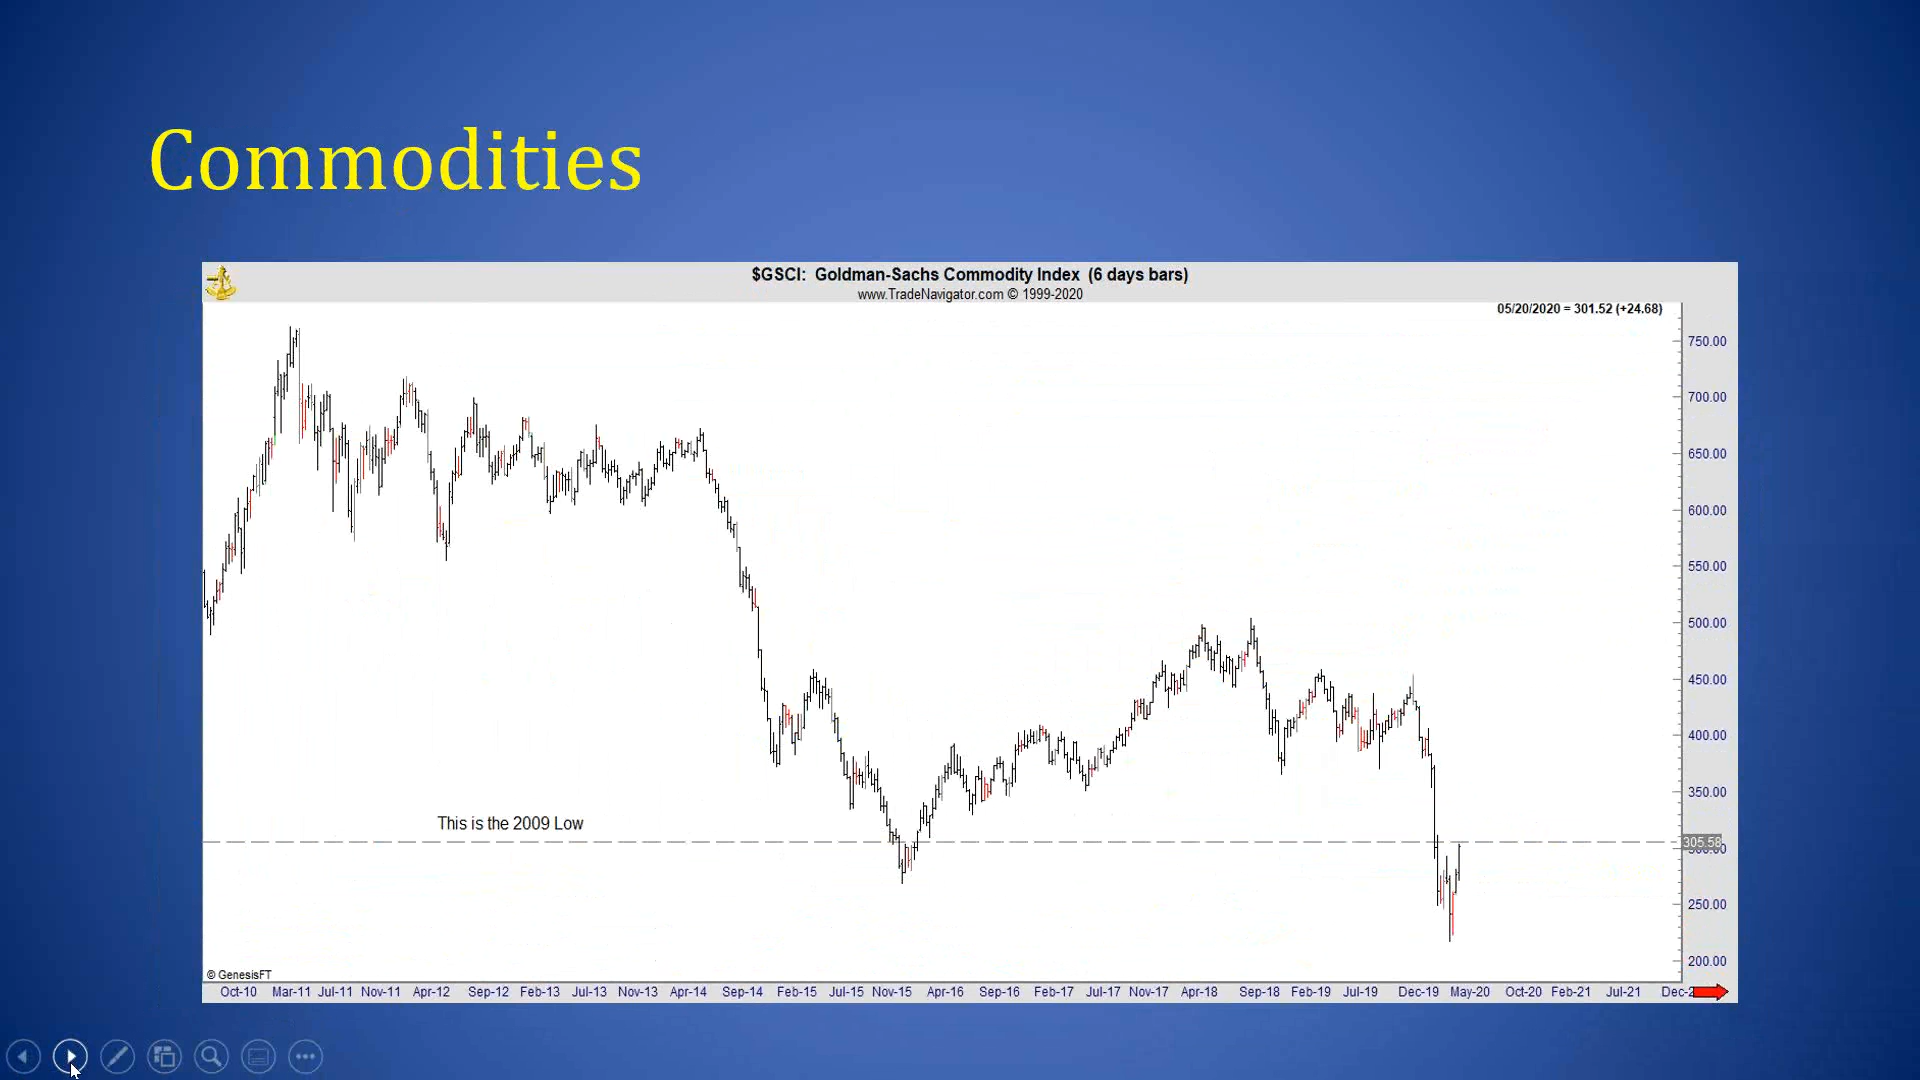 Commodities
$GSCI: Goldman-Sachs Commodity Index (6 days bars)
www.TradeNavigator.com © 1999-2020
05/20/2020 = 301.52 (+24.68)
750.00
700.00
650.00
600.00
550.00
500.00
450.00
400.00
350.00
This is the 2009 Low
305.58
250.00
200.00
© GenesisFT
Oct-10 Mar-11 Jul-11 Nov-11 Apr-12 Sep-12 Feb-13 Jul-13 Nov-13 Apr-14 Sep-14 Feb-15 Jul-15 Nov-15 Apr-16 Sep-16 Feb-17 Jul-17 Nov-17 Apr-18 Sep-18 Feb-19 Jul-19 Dec-19 May-20 Oct-20 Feb-21 Jul-21